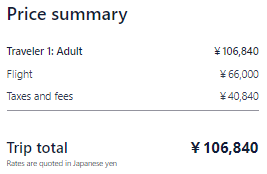 Price summary
Traveler 1: Adult ¥106,840
Flight ¥66,000
Taxes and fees ¥40,840
Trip total ¥106,840
Rates are quoted in Japanese yen